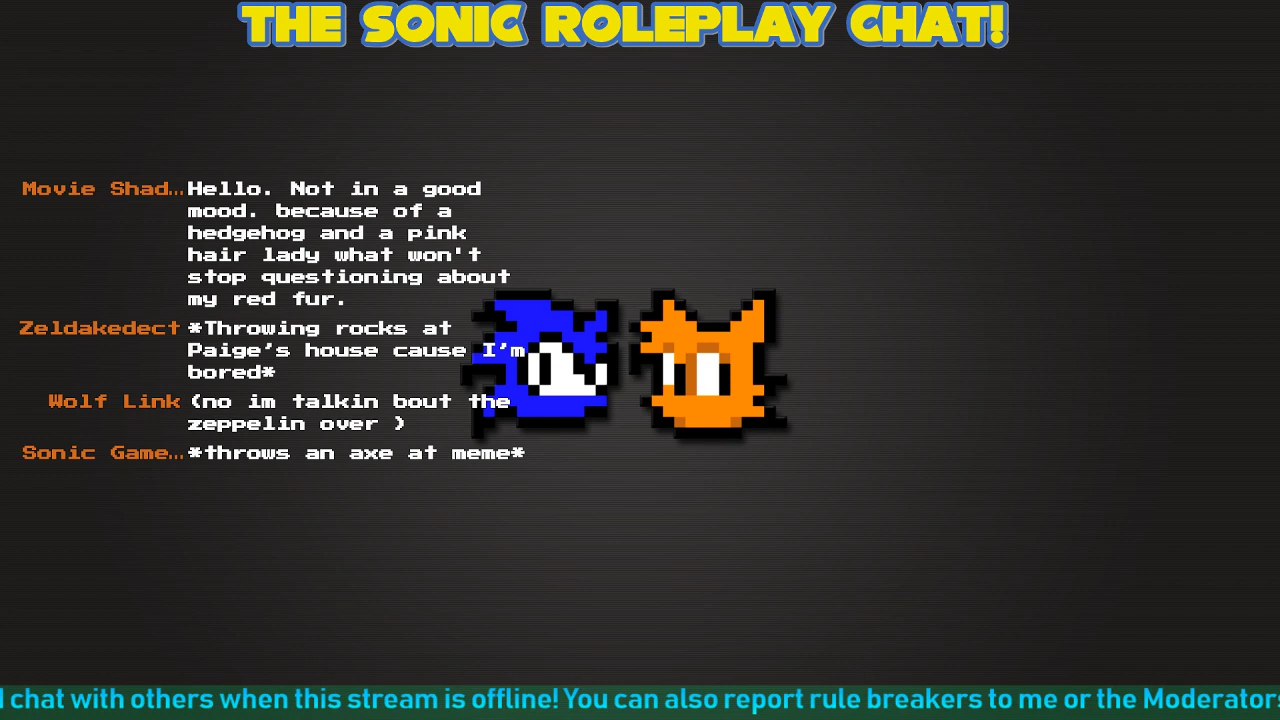 THE SONIC ROLEPLAY CHAT!
Movie Shad… Hello. Not in a good
mood. because of a
hedgehog and a pink
hair lady what won't
stop questioning about
my red fur.
Zeldakedect *Throwing rocks at
Paige’s house cause I’m
bored*
Wolf Link (no im talkin bout the
zeppelin over )
Sonic Game… *throws an axe at meme*
chat with others when this stream is offline! You can also report rule breakers to me or the Moderators